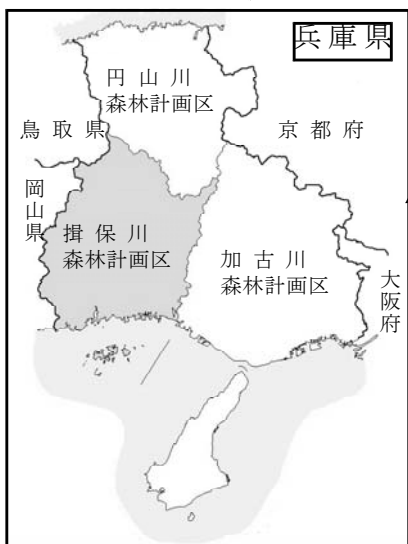 兵庫県
円山川
森林計画区
鳥取県
京都府
岡山県
揖保川
森林計画区
加古川
森林計画区
大阪府